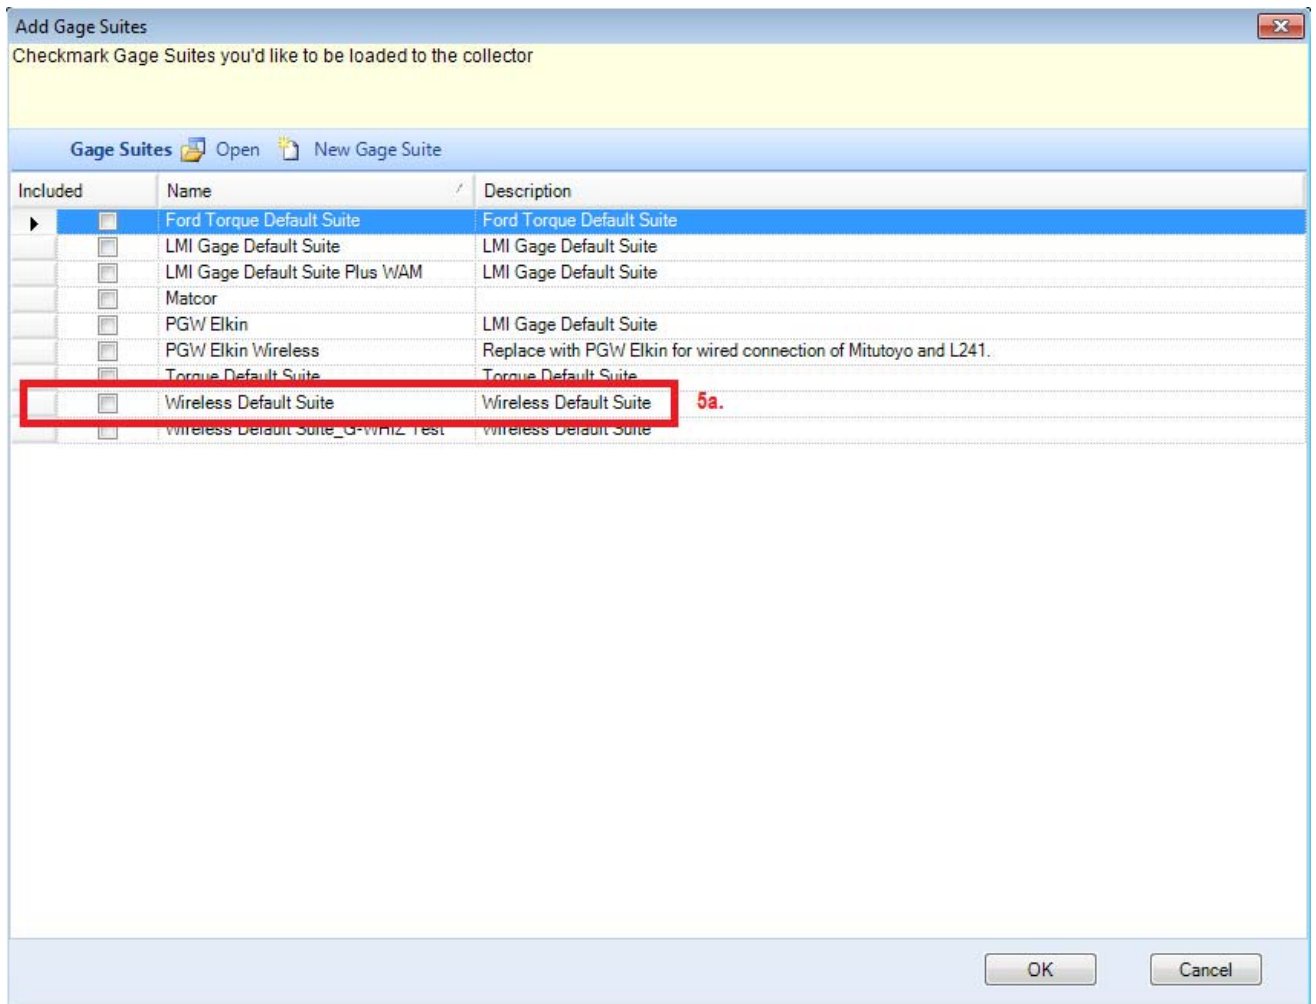 Add Gage Suites
Checkmark Gage Suites you'd like to be loaded to the collector
Gage Suites Open New Gage Suite
Included Name Description
Ford Torque Default Suite Ford Torque Default Suite
LMI Gage Default Suite LMI Gage Default Suite
LMI Gage Default Suite Plus WAM LMI Gage Default Suite
Matcor
PGW Elkin LMI Gage Default Suite
PGW Elkin Wireless Replace with PGW Elkin for wired connection of Mitutoyo and L241.
Torque Default Suite Torque Default Suite
Wireless Default Suite Wireless Default Suite 5a.
Wireless Default Suite_G-WHIZ Test Wireless Default Suite
OK Cancel